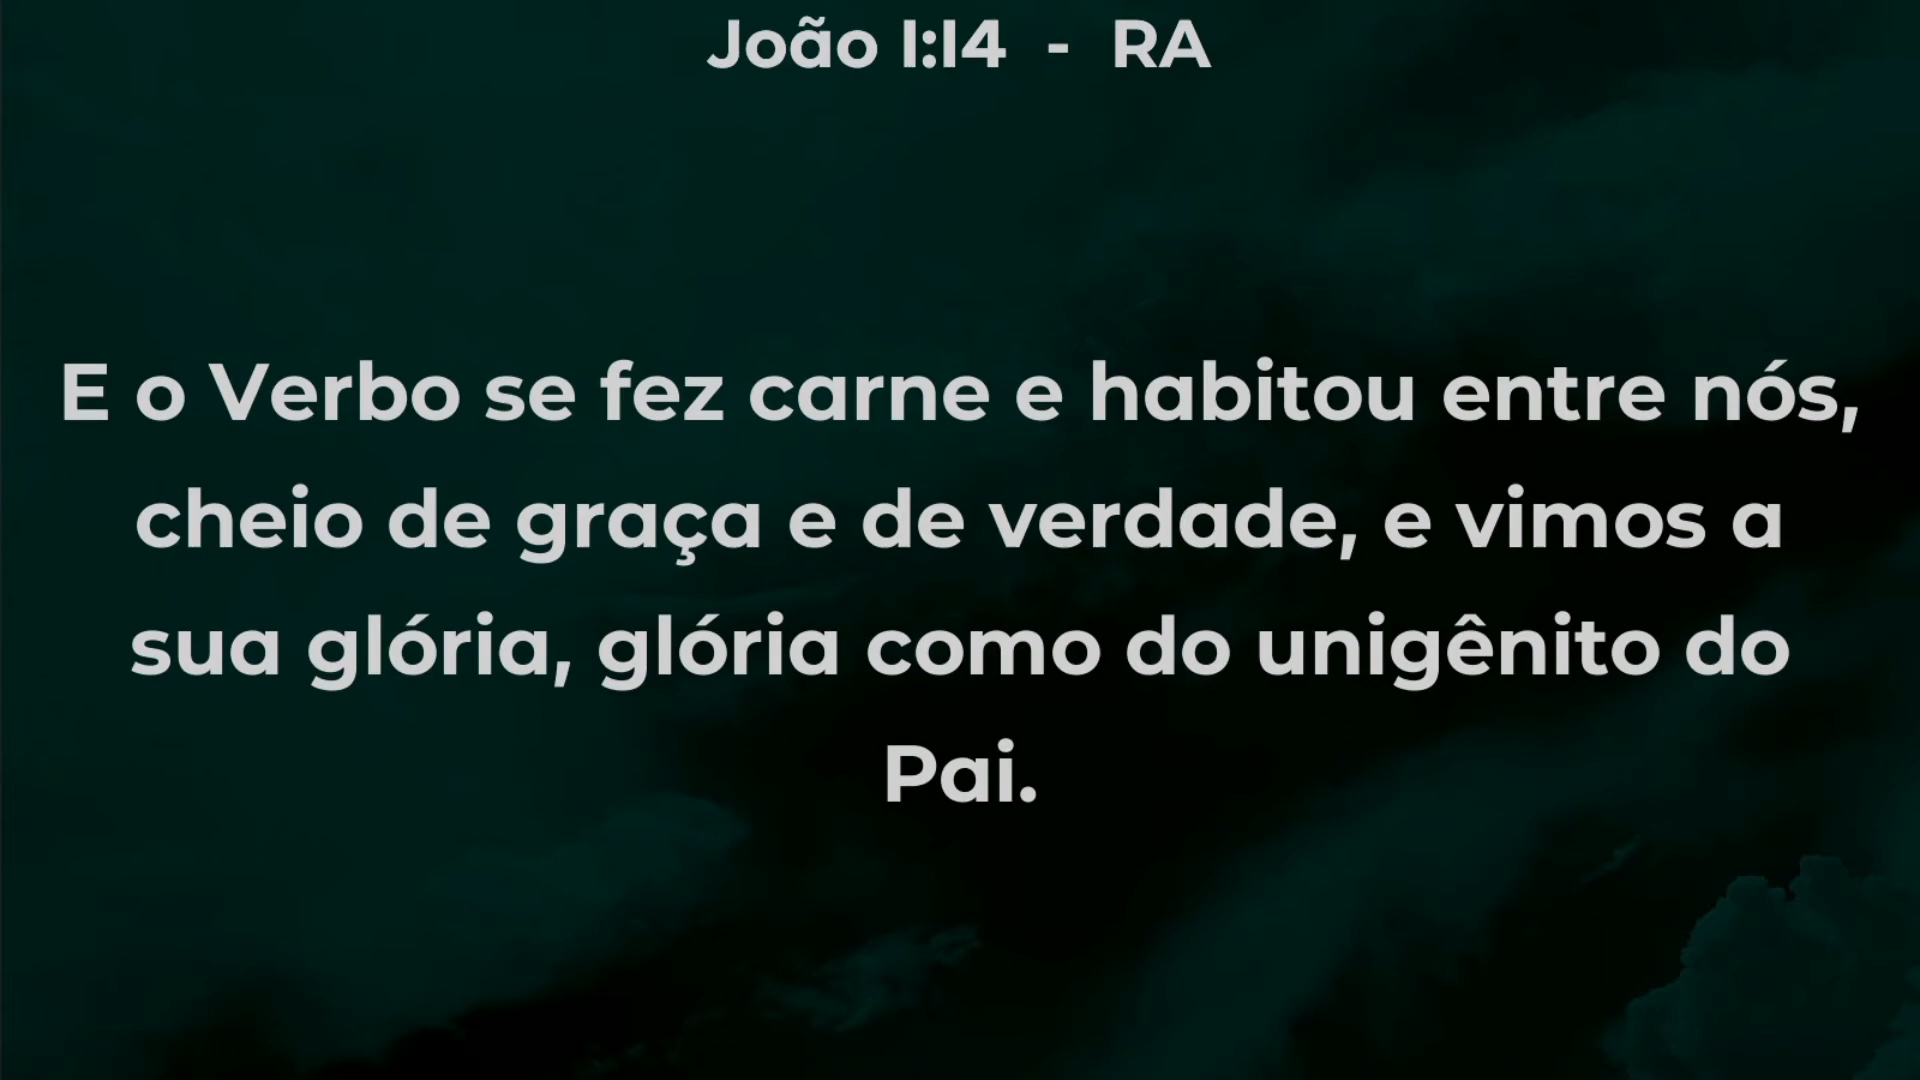 João 1:14 - RA
E o Verbo se fez carne e habitou entre nós,
cheio de graça e de verdade, e vimos a
sua glória, glória como do unigênito do
Pai.